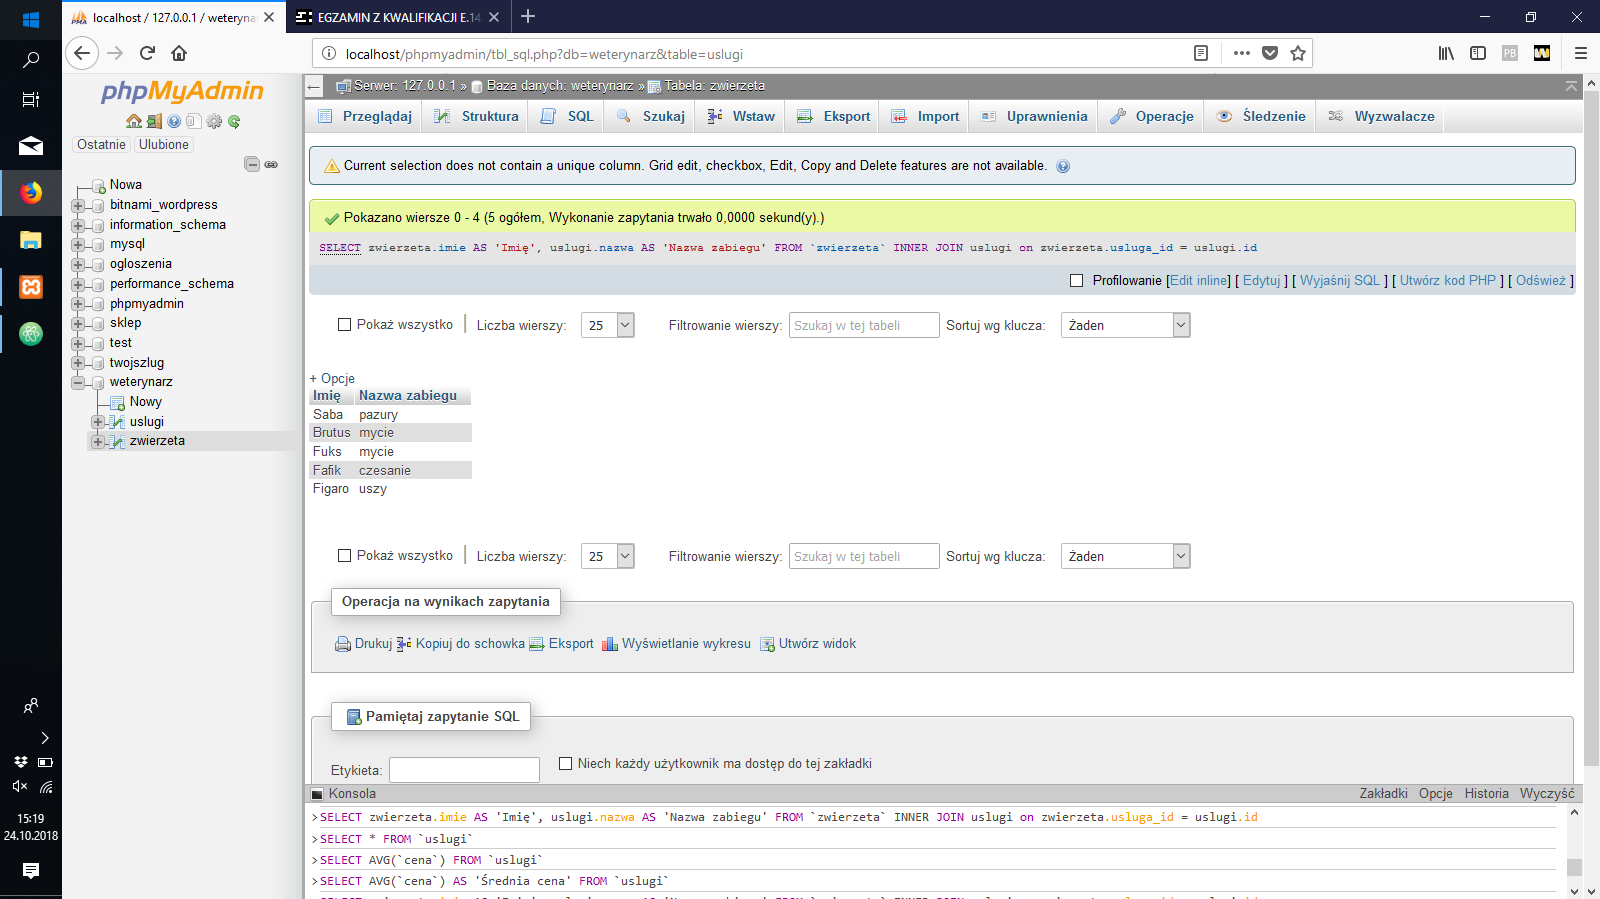 localhost / 127.0.0.1 / weteryna
EGZAMIN Z KWALIFIKACJI E.14
localhost/phpmyadmin/tbl_sql.php?db=weterynarz&table=uslugi
phpMyAdmin
Ostatnie
Ulubione
Nowa
bitnami_wordpress
information_schema
mysql
ogloszenia
performance_schema
phpmyadmin
sklep
test
twojszlug
weterynarz
Nowy
uslugi
zwierzeta
Serwer: 127.0.0.1 » Baza danych: weterynarz » Tabela: zwierzeta
Przeglądaj Struktura SQL Szukaj Wstaw Eksport Import Uprawnienia Operacje Śledzenie Wyzwalacze
Current selection does not contain a unique column. Grid edit, checkbox, Edit, Copy and Delete features are not available.
Pokazano wiersze 0 - 4 (5 ogółem, Wykonanie zapytania trwało 0,0000 sekund(y).)
SELECT zwierzeta.imie AS 'Imię', uslugi.nazwa AS 'Nazwa zabiegu' FROM `zwierzeta` INNER JOIN uslugi on zwierzeta.usluga_id = uslugi.id
Profilowanie [Edit inline] [ Edytuj ] [ Wyjaśnij SQL ] [ Utwórz kod PHP ] [ Odśwież ]
Pokaż wszystko | Liczba wierszy: 25 Filtrowanie wierszy: Szukaj w tej tabeli Sortuj wg klucza: Żaden
+ Opcje
Imię Nazwa zabiegu
Saba pazury
Brutus mycie
Fuks mycie
Fafik czesanie
Figaro uszy
Pokaż wszystko | Liczba wierszy: 25 Filtrowanie wierszy: Szukaj w tej tabeli Sortuj wg klucza: Żaden
Operacja na wynikach zapytania
Drukuj Kopiuj do schowka Eksport Wyświetlanie wykresu Utwórz widok
Pamiętaj zapytanie SQL
Etykieta: Niech każdy użytkownik ma dostęp do tej zakładki
Konsola Zakładki Opcje Historia Wyczyść
>SELECT zwierzeta.imie AS 'Imię', uslugi.nazwa AS 'Nazwa zabiegu' FROM `zwierzeta` INNER JOIN uslugi on zwierzeta.usluga_id = uslugi.id
>SELECT * FROM `uslugi`
>SELECT AVG(`cena`) FROM `uslugi`
>SELECT AVG(`cena`) AS 'Średnia cena' FROM `uslugi`
15:19
24.10.2018